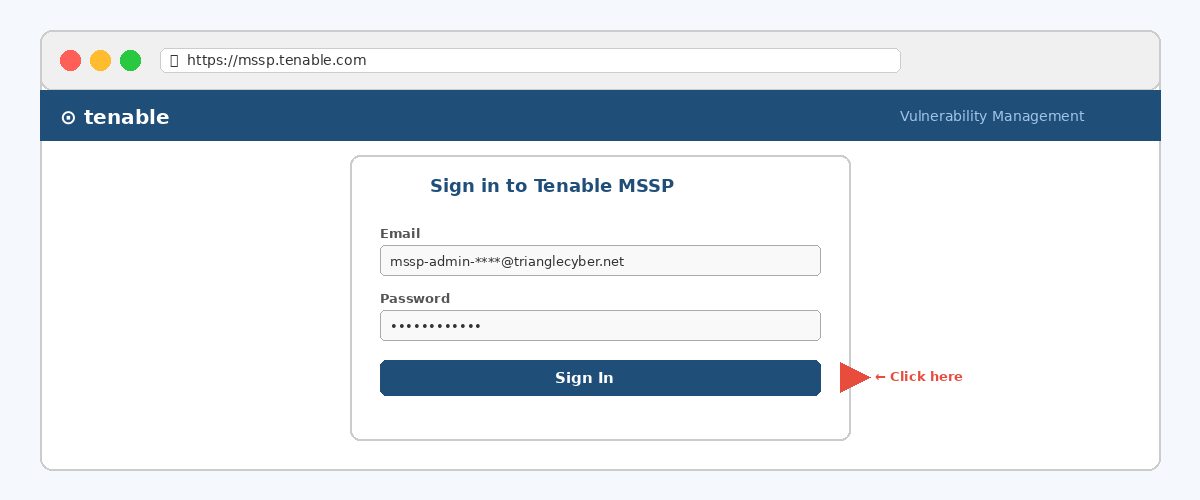 https://mssp.tenable.com
tenable
Vulnerability Management
Sign in to Tenable MSSP
Email
mssp-admin-****@trianglecyber.net
Password
••••••••••••
Sign In
← Click here